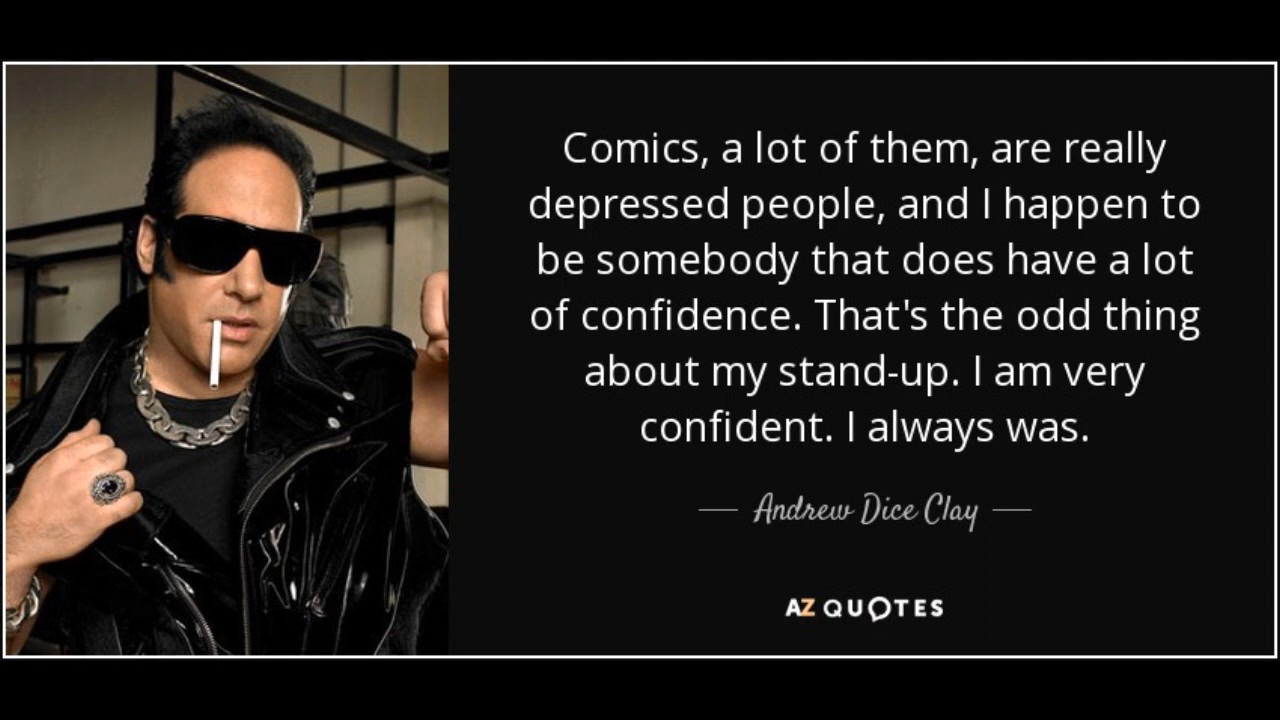 Comics, a lot of them, are really
depressed people, and I happen to
be somebody that does have a lot
of confidence. That's the odd thing
about my stand-up. I am very
confident. I always was.
Andrew Dice Clay
AZ QUOTES